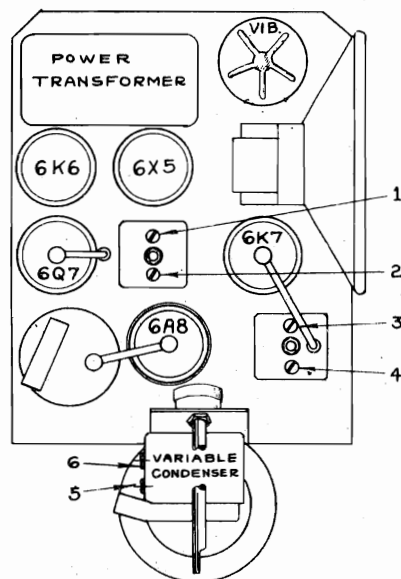 VIB.
POWER
TRANSFORMER
6K6
6X5
1
6Q7
6K7
2
6A8
3
4
6
5
VARIABLE
CONDENSER